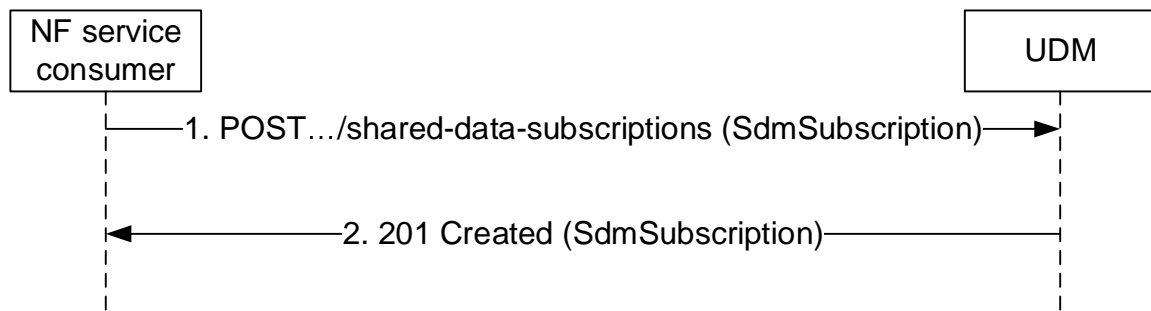 NF service
consumer
UDM
1. POST…/shared-data-subscriptions (SdmSubscription)
2. 201 Created (SdmSubscription)